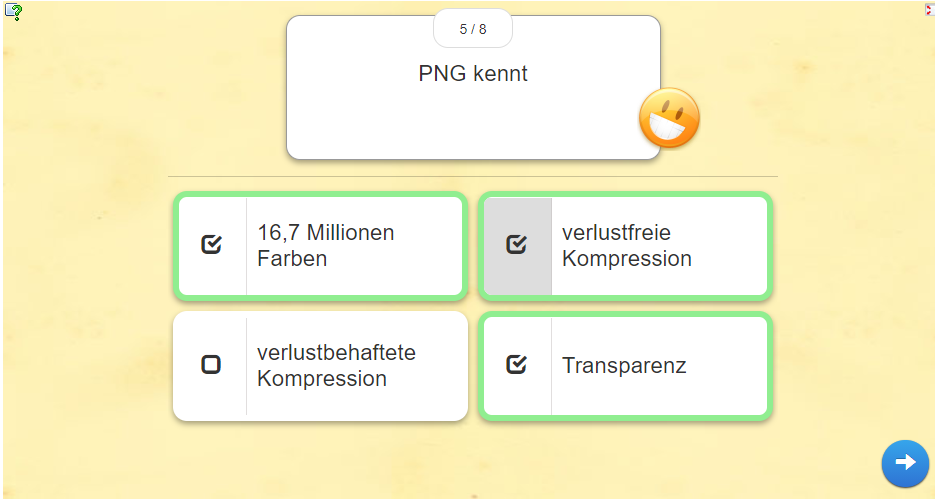 5 / 8
PNG kennt
16,7 Millionen
Farben
verlustfreie
Kompression
verlustbehaftete
Kompression
Transparenz